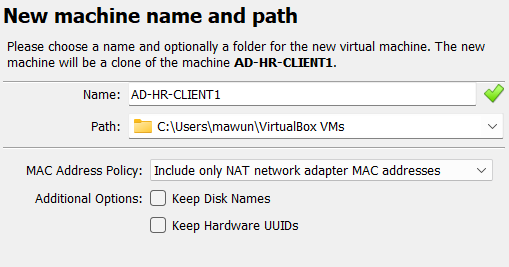 New machine name and path
Please choose a name and optionally a folder for the new virtual machine. The new
machine will be a clone of the machine AD-HR-CLIENT1.
Name: AD-HR-CLIENT1
Path: C:\Users\mawun\VirtualBox VMs
MAC Address Policy: Include only NAT network adapter MAC addresses
Additional Options: Keep Disk Names
Keep Hardware UUIDs